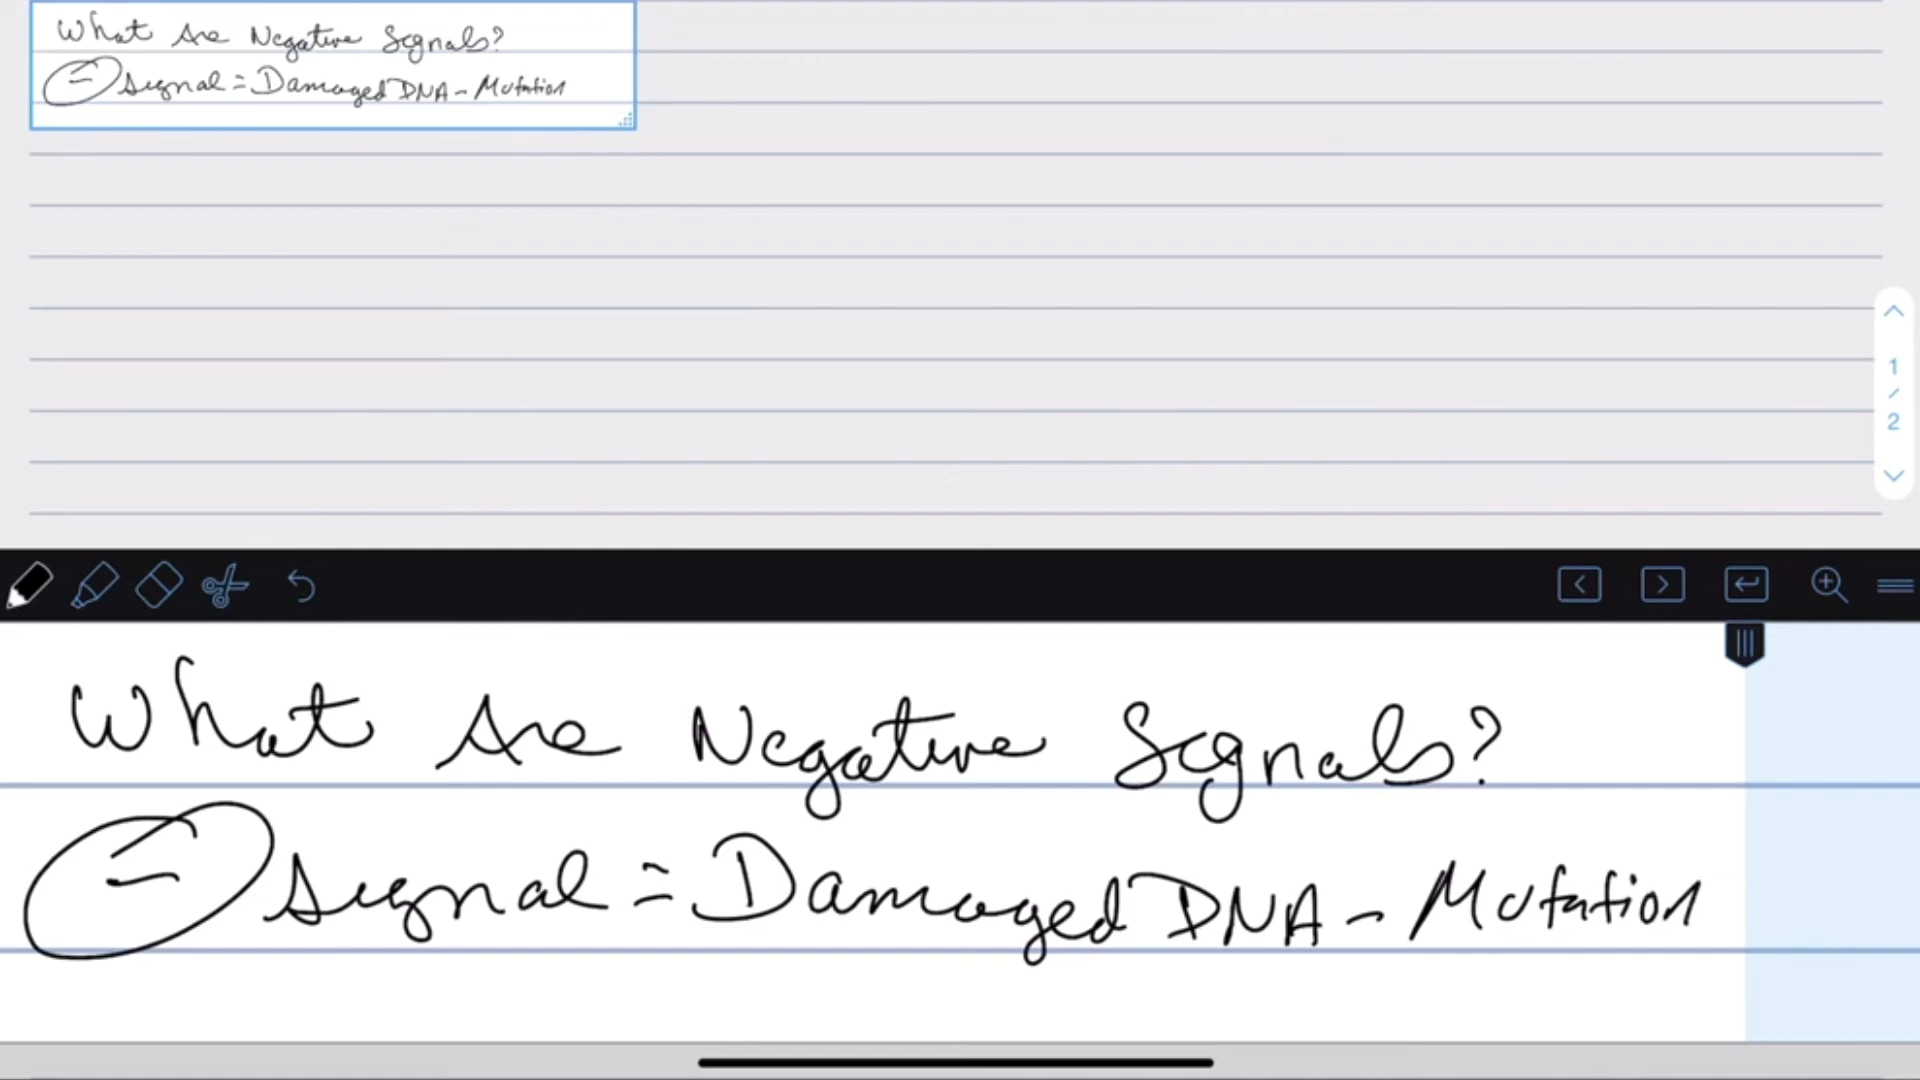 What Are Negative Signals?
⊖ Signal = Damaged DNA - Mutation
1
/
2
What Are Negative Signals?
⊖ Signal = Damaged DNA - Mutation